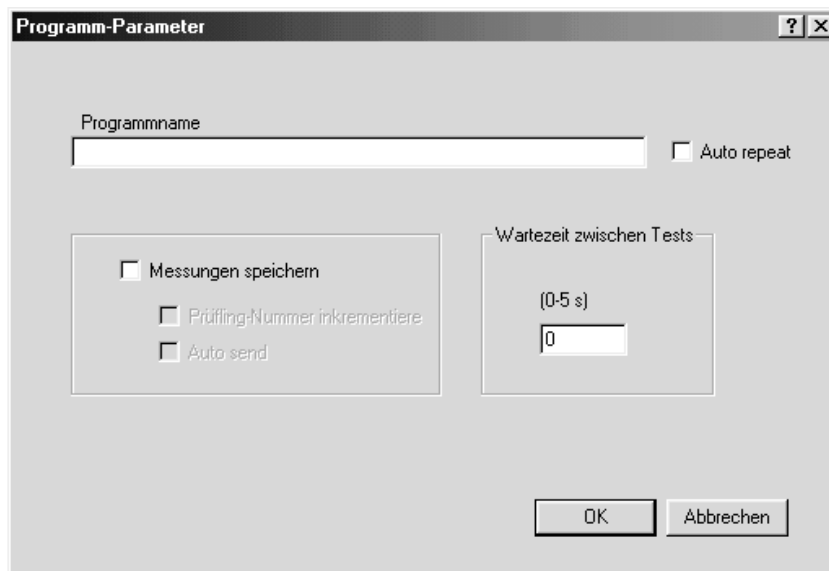 Programm-Parameter
Programmname
Auto repeat
Messungen speichern
Prüfling-Nummer inkrementiere
Auto send
Wartezeit zwischen Tests
(0-5 s)
0
OK
Abbrechen